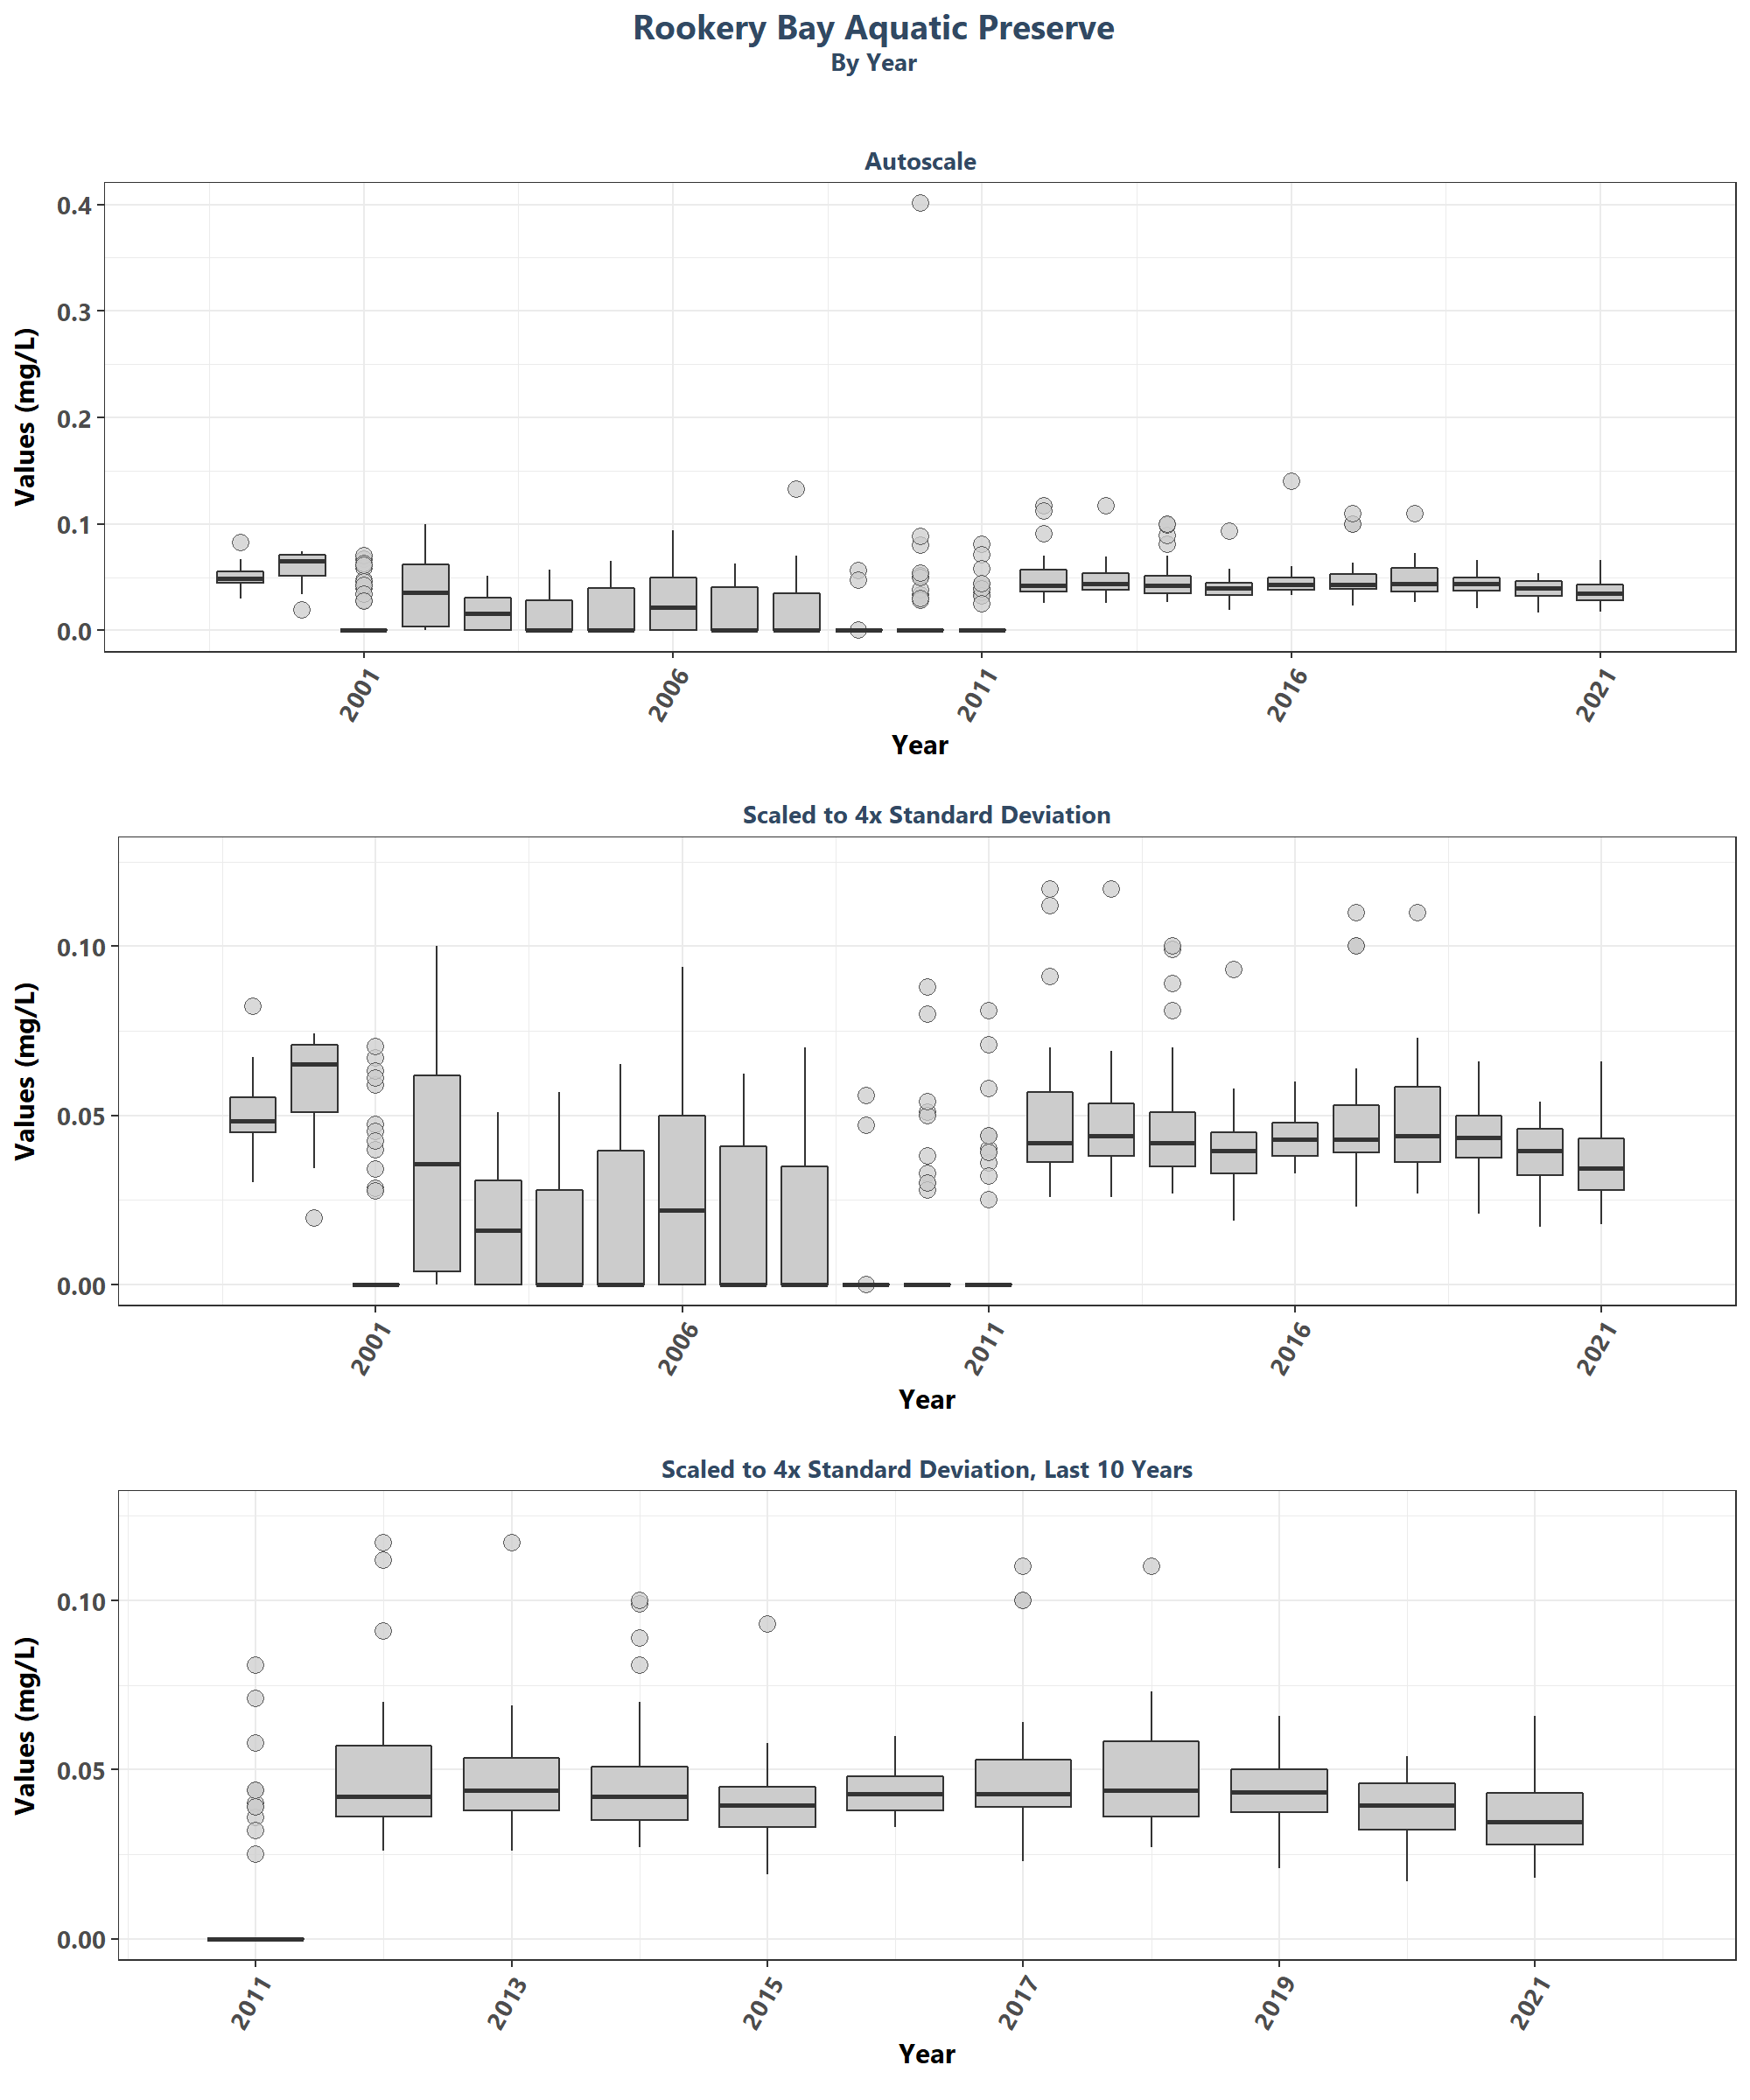 Rookery Bay Aquatic Preserve
By Year
Autoscale
Values (mg/L)
0.4
0.3
0.2
0.1
0.0
2001 2006 2011 2016 2021
Year
Scaled to 4x Standard Deviation
Values (mg/L)
0.10
0.05
0.00
2001 2006 2011 2016 2021
Year
Scaled to 4x Standard Deviation, Last 10 Years
Values (mg/L)
0.10
0.05
0.00
2011 2013 2015 2017 2019 2021
Year